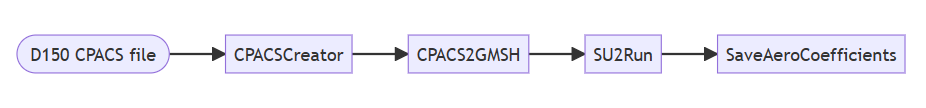 D150 CPACS file
CPACSCreator
CPACS2GMSH
SU2Run
SaveAeroCoefficients